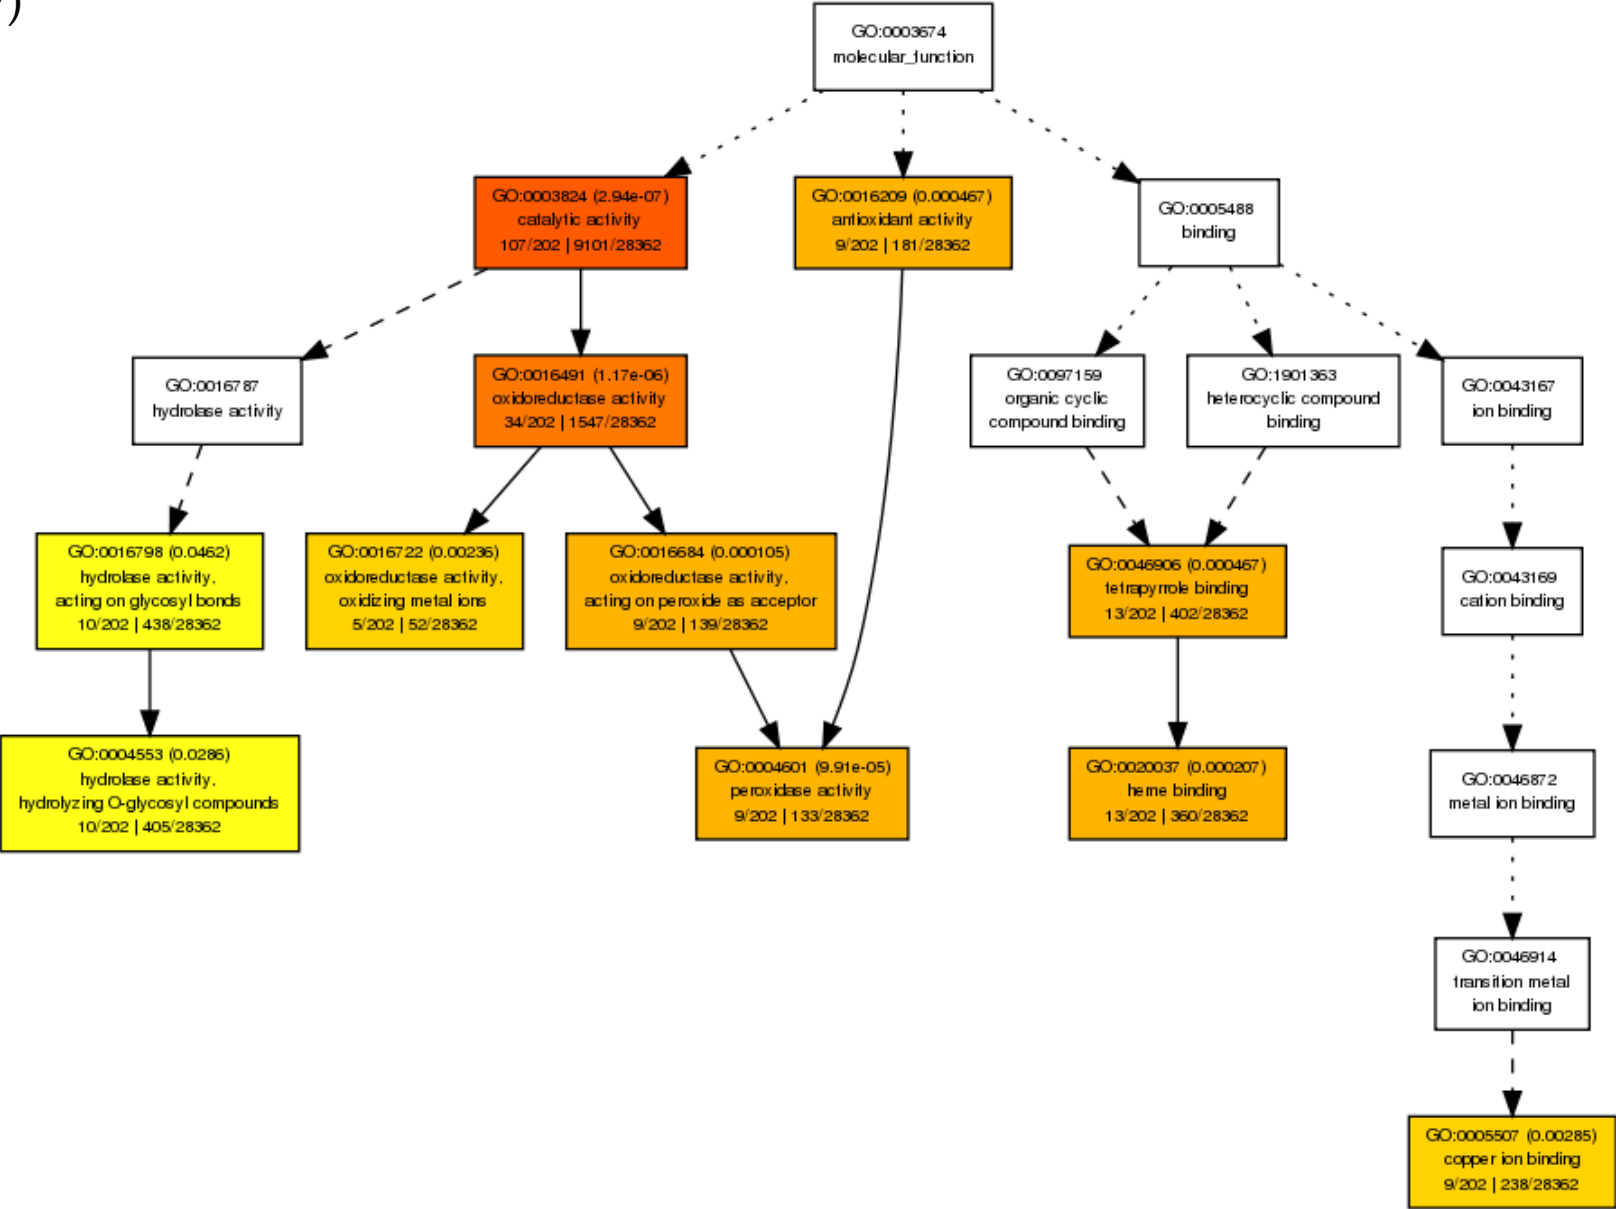 )
GO:0003674
molecular_function
GO:0003824 (2.94e-07)
catalytic activity
107/202 | 9101/28362
GO:0016209 (0.000467)
antioxidant activity
9/202 | 181/28362
GO:0005488
binding
GO:0016787
hydrolase activity
GO:0016491 (1.17e-06)
oxidoreductase activity
34/202 | 1547/28362
GO:0097159
organic cyclic
compound binding
GO:1901363
heterocyclic compound
binding
GO:0043167
ion binding
GO:0016798 (0.0462)
hydrolase activity,
acting on glycosyl bonds
10/202 | 438/28362
GO:0016722 (0.00236)
oxidoreductase activity,
oxidizing metal ions
5/202 | 52/28362
GO:0016684 (0.000105)
oxidoreductase activity,
acting on peroxide as acceptor
9/202 | 139/28362
GO:0046906 (0.000467)
tetrapyrrole binding
13/202 | 402/28362
GO:0043169
cation binding
GO:0004553 (0.0286)
hydrolase activity,
hydrolyzing O-glycosyl compounds
10/202 | 405/28362
GO:0004601 (9.91e-05)
peroxidase activity
9/202 | 133/28362
GO:0020037 (0.000207)
heme binding
13/202 | 360/28362
GO:0046872
metal ion binding
GO:0046914
transition metal
ion binding
GO:0005507 (0.00285)
copper ion binding
9/202 | 238/28362